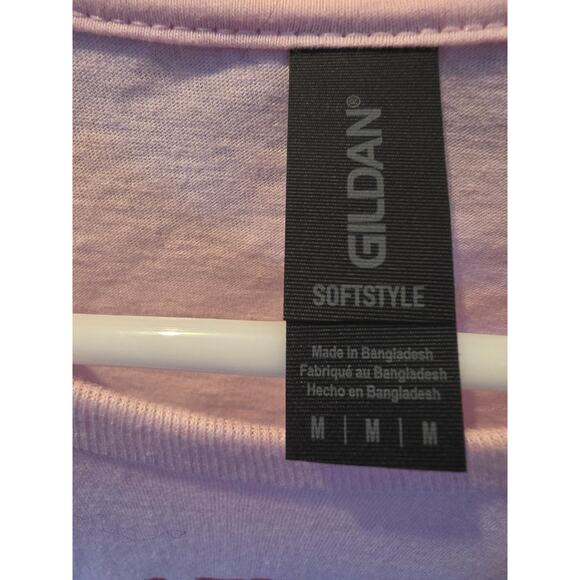 GILDAN®
SOFTSTYLE
Made in Bangladesh
Fabriqué au Bangladesh
Hecho en Bangladesh
M | M | M